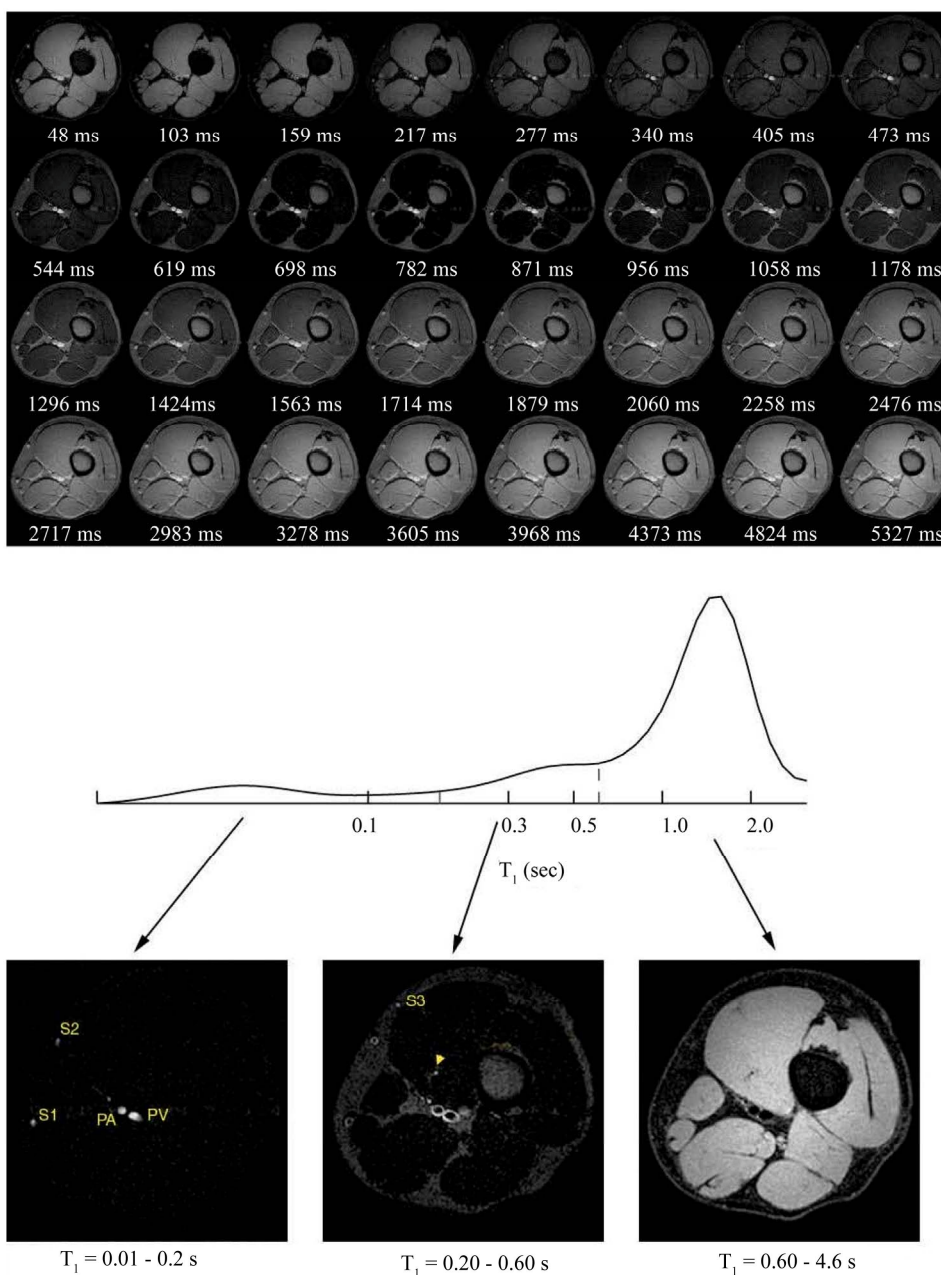 48 ms 103 ms 159 ms 217 ms 277 ms 340 ms 405 ms 473 ms
544 ms 619 ms 698 ms 782 ms 871 ms 956 ms 1058 ms 1178 ms
1296 ms 1424ms 1563 ms 1714 ms 1879 ms 2060 ms 2258 ms 2476 ms
2717 ms 2983 ms 3278 ms 3605 ms 3968 ms 4373 ms 4824 ms 5327 ms
0.1 0.3 0.5 1.0 2.0
T₁ (sec)
S2
S1
PA
PV
S3
T₁ = 0.01 - 0.2 s
T₁ = 0.20 - 0.60 s
T₁ = 0.60 - 4.6 s